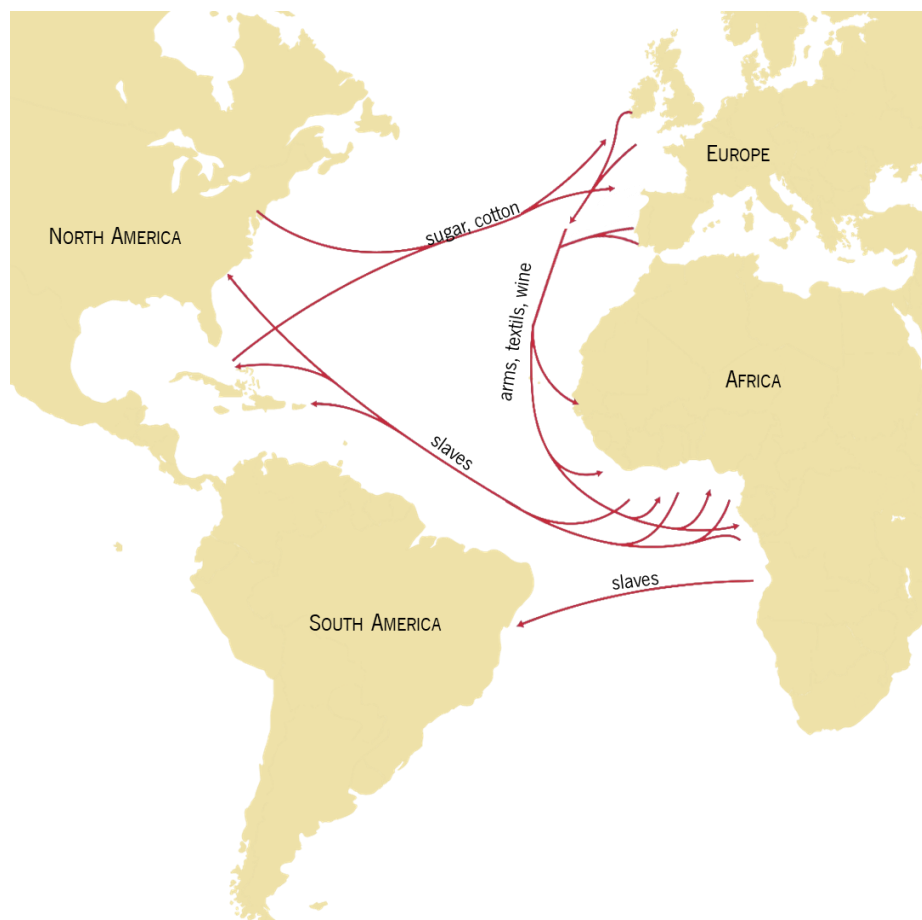 EUROPE
NORTH AMERICA
sugar, cotton
arms, textils, wine
AFRICA
slaves
slaves
SOUTH AMERICA